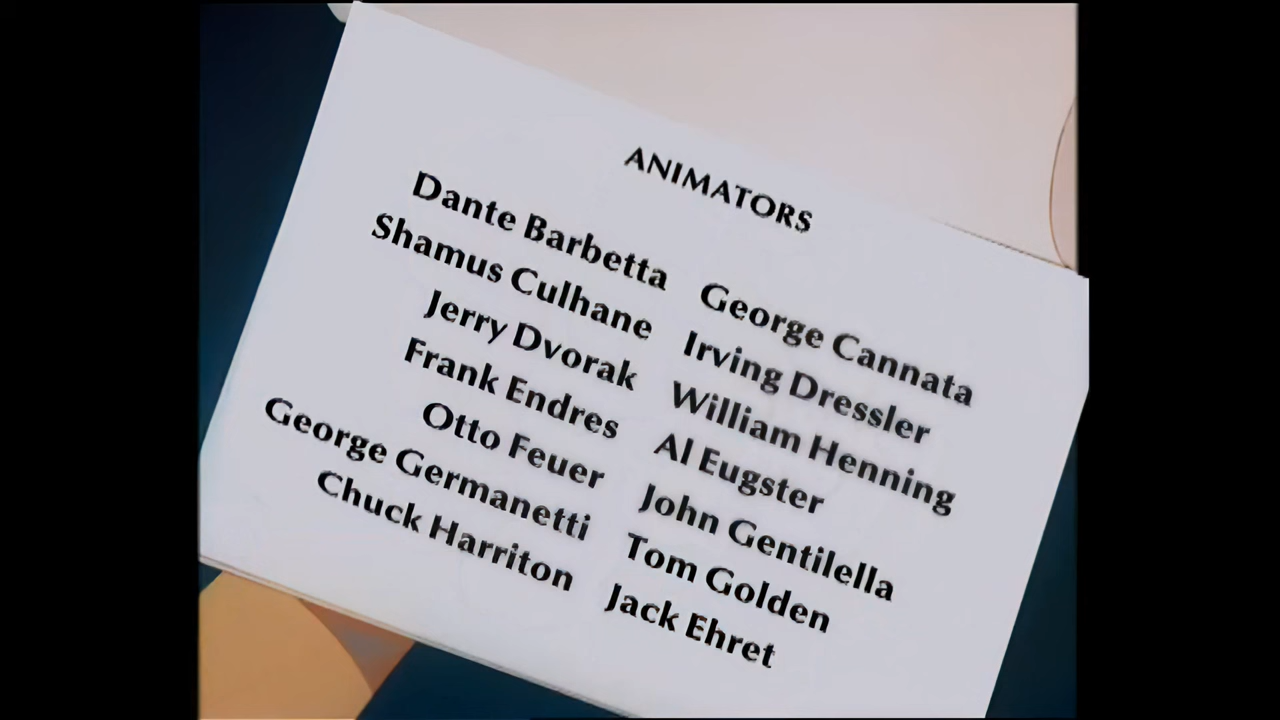 ANIMATORS
Dante Barbetta George Cannata
Shamus Culhane Irving Dressler
Jerry Dvorak William Henning
Frank Endres Al Eugster
Otto Feuer John Gentilella
George Germanetti Tom Golden
Chuck Harriton Jack Ehret